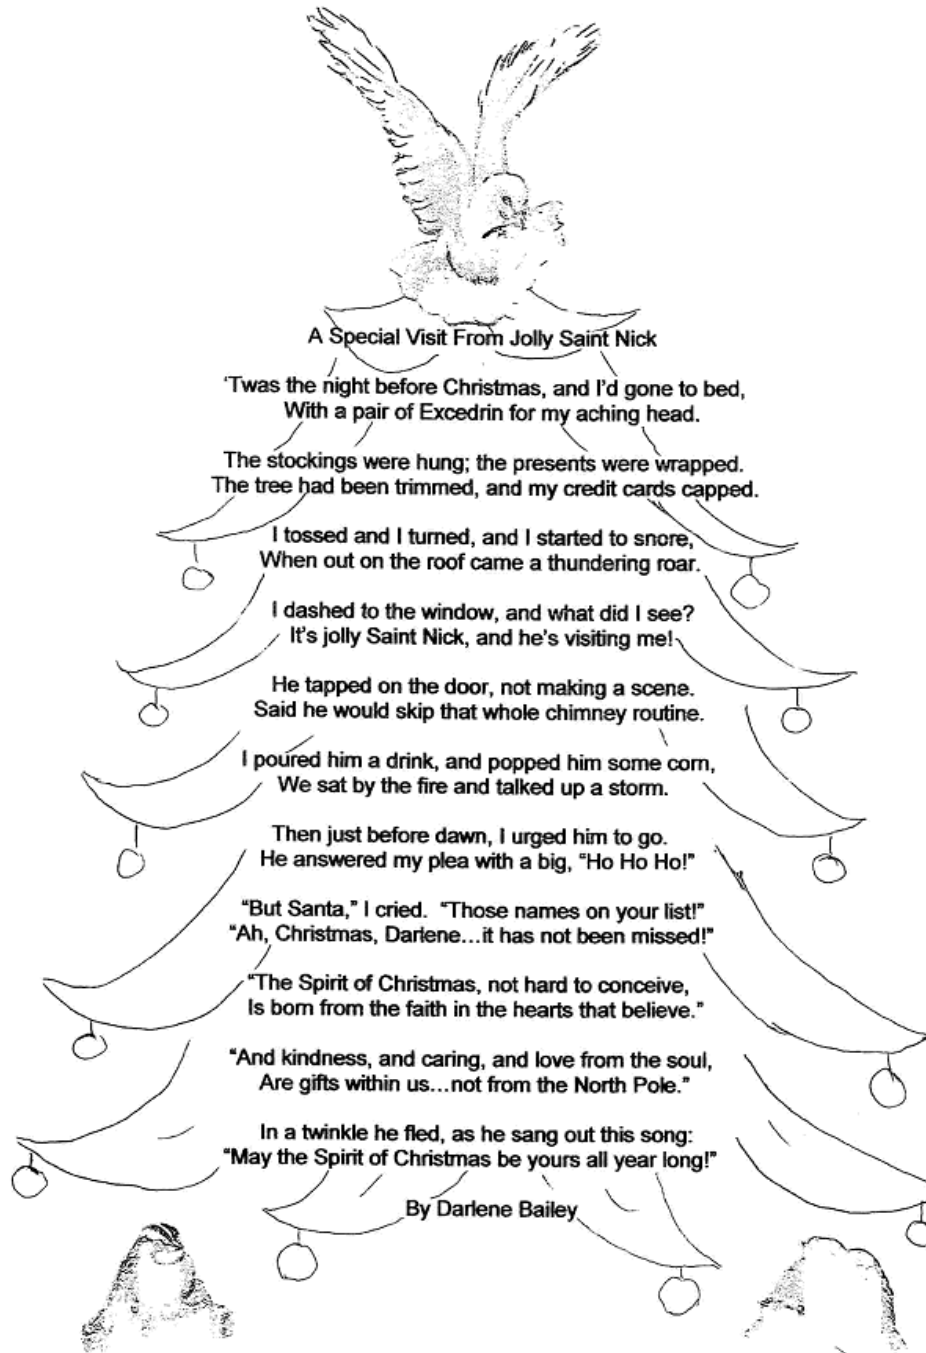 A Special Visit From Jolly Saint Nick
‘Twas the night before Christmas, and I’d gone to bed,
With a pair of Excedrin for my aching head.
The stockings were hung; the presents were wrapped.
The tree had been trimmed, and my credit cards capped.
I tossed and I turned, and I started to snore,
When out on the roof came a thundering roar.
I dashed to the window, and what did I see?
It’s jolly Saint Nick, and he’s visiting me!
He tapped on the door, not making a scene.
Said he would skip that whole chimney routine.
I poured him a drink, and popped him some corn,
We sat by the fire and talked up a storm.
Then just before dawn, I urged him to go.
He answered my plea with a big, “Ho Ho Ho!”
“But Santa,” I cried.  “Those names on your list!”
“Ah, Christmas, Darlene…it has not been missed!”
“The Spirit of Christmas, not hard to conceive,
Is born from the faith in the hearts that believe.”
“And kindness, and caring, and love from the soul,
Are gifts within us…not from the North Pole.”
In a twinkle he fled, as he sang out this song:
“May the Spirit of Christmas be yours all year long!”
By Darlene Bailey